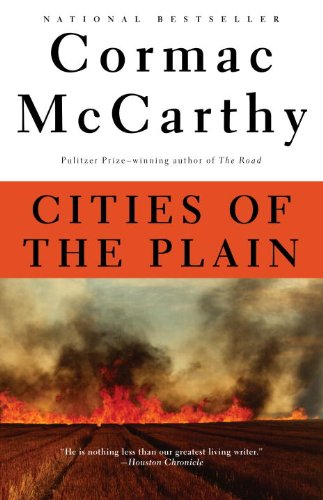 NATIONAL BESTSELLER
Cormac
McCarthy
Pulitzer Prize–winning author of The Road
CITIES OF
THE PLAIN
"He is nothing less than our greatest living writer."
—Houston Chronicle